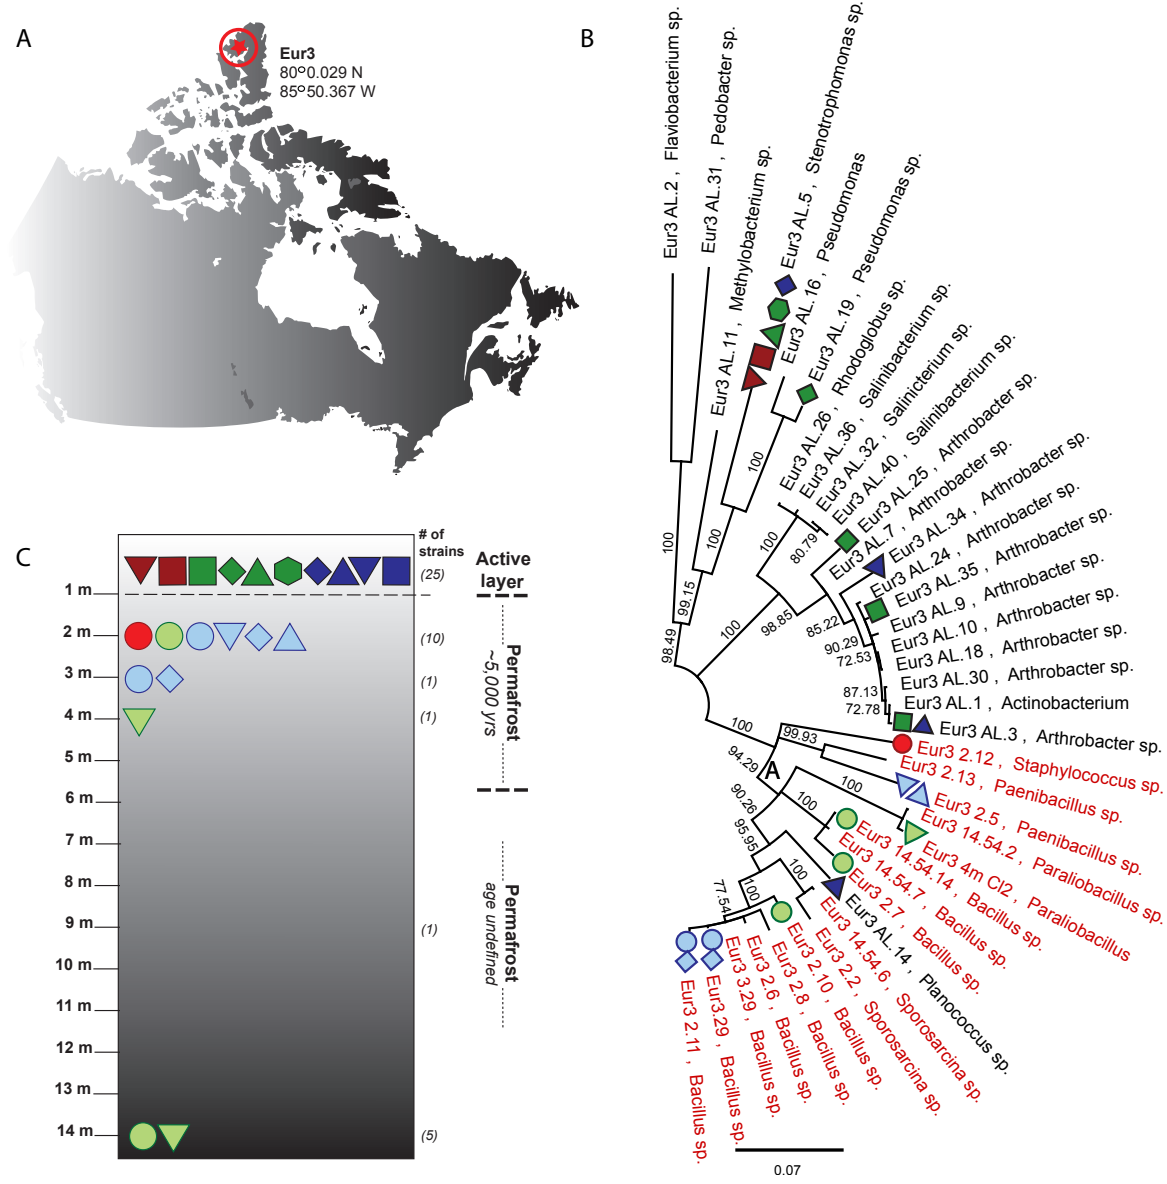 A
Eur3
80°0.029 N
85°50.367 W
B
Eur3 AL.2 , Flaviobacterium sp.
Eur3 AL.31 , Pedobacter sp.
Eur3 AL.11 , Methylobacterium sp.
Eur3 AL.5 , Stenotrophomonas sp.
Eur3 AL.16 , Pseudomonas
Eur3 AL.19 , Pseudomonas sp.
Eur3 AL.26 , Rhodoglobus sp.
Eur3 AL.36 , Salinibacterium sp.
Eur3 AL.32 , Salinicterium sp.
Eur3 AL.40 , Salinibacterium sp.
Eur3 AL.25 , Arthrobacter sp.
Eur3 AL.7 , Arthrobacter sp.
Eur3 AL.34 , Arthrobacter sp.
Eur3 AL.24 , Arthrobacter sp.
Eur3 AL.35 , Arthrobacter sp.
Eur3 AL.9 , Arthrobacter sp.
Eur3 AL.10 , Arthrobacter sp.
Eur3 AL.18 , Arthrobacter sp.
Eur3 AL.30 , Arthrobacter sp.
Eur3 AL.1 , Actinobacterium
Eur3 AL.3 , Arthrobacter sp.
Eur3 2.12 , Staphylococcus sp.
Eur3 2.13 , Paenibacillus sp.
Eur3 2.5 , Paenibacillus sp.
Eur3 14.54.2 , Paraliobacillus sp.
Eur3 4m Cl2 , Paraliobacillus
Eur3 14.54.14 , Bacillus sp.
Eur3 14.54.7 , Bacillus sp.
Eur3 2.7 , Bacillus sp.
Eur3 AL.14 , Planococcus sp.
Eur3 14.54.6 , Sporosarcina sp.
Eur3 2.2 , Sporosarcina sp.
Eur3 2.10 , Bacillus sp.
Eur3 2.8 , Bacillus sp.
Eur3 2.6 , Bacillus sp.
Eur3 3.29 , Bacillus sp.
Eur3.29 , Bacillus sp.
Eur3 2.11 , Bacillus sp.
100
99.15
98.49
100
100
100
80.79
100
98.85
85.22
90.29
72.53
87.13
72.78
100
99.93
94.29
A
100
90.26
100
95.95
100
100
77.54
0.07
C
# of
strains
Active
layer
(25)
1 m
2 m
(10)
3 m
(1)
4 m
(1)
5 m
6 m
7 m
8 m
9 m
(1)
10 m
11 m
12 m
13 m
14 m
(5)
Permafrost
~5,000 yrs
Permafrost
age undefined